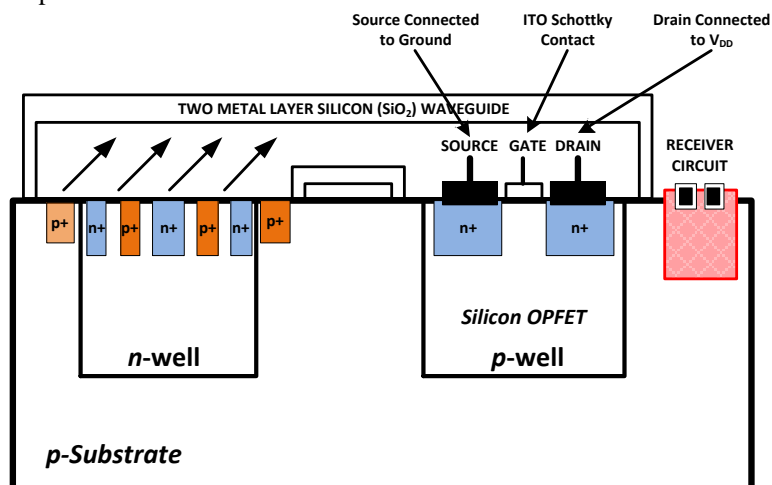 Source Connected
to Ground
ITO Schottky
Contact
Drain Connected
to VDD
TWO METAL LAYER SILICON (SiO2) WAVEGUIDE
SOURCE GATE DRAIN
RECEIVER
CIRCUIT
p+ n+ p+ n+ p+ n+ p+
n+ n+
Silicon OPFET
n-well
p-well
p-Substrate